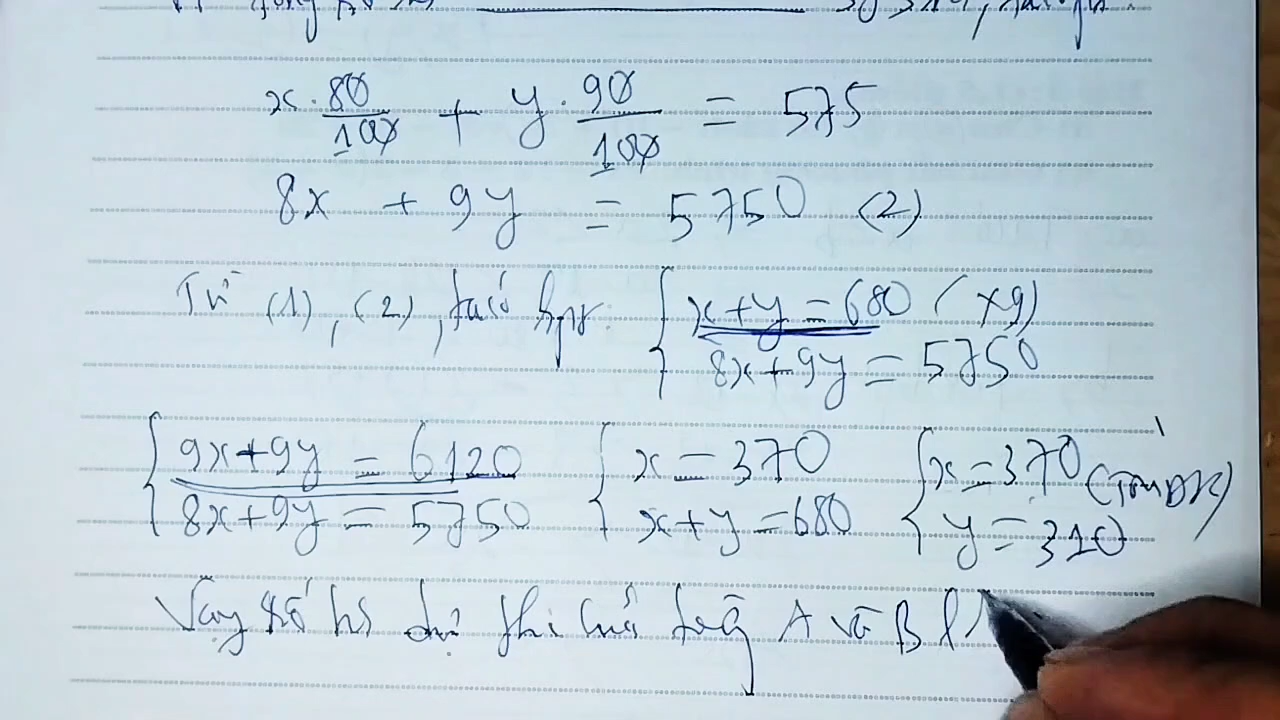 x . 80/100 + y . 90/100 = 575
8x + 9y = 5750 (2)
Từ (1), (2), ta có hpt: { x + y = 680 (x9)
8x + 9y = 5750
{ 9x + 9y = 6120 { x = 370 { x = 370 (TMĐK)
8x + 9y = 5750 x + y = 680 y = 310
Vậy số hs dự thi của trường A và B l